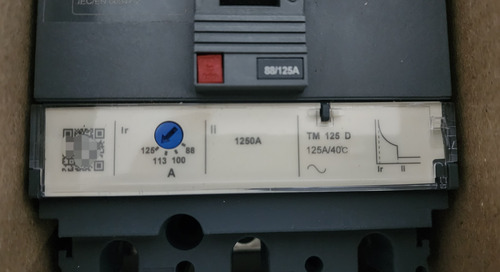 88/125A
Ir
125
113
100
88
A
Ii
1250A
TM 125 D
125A/40℃
Ir Ii